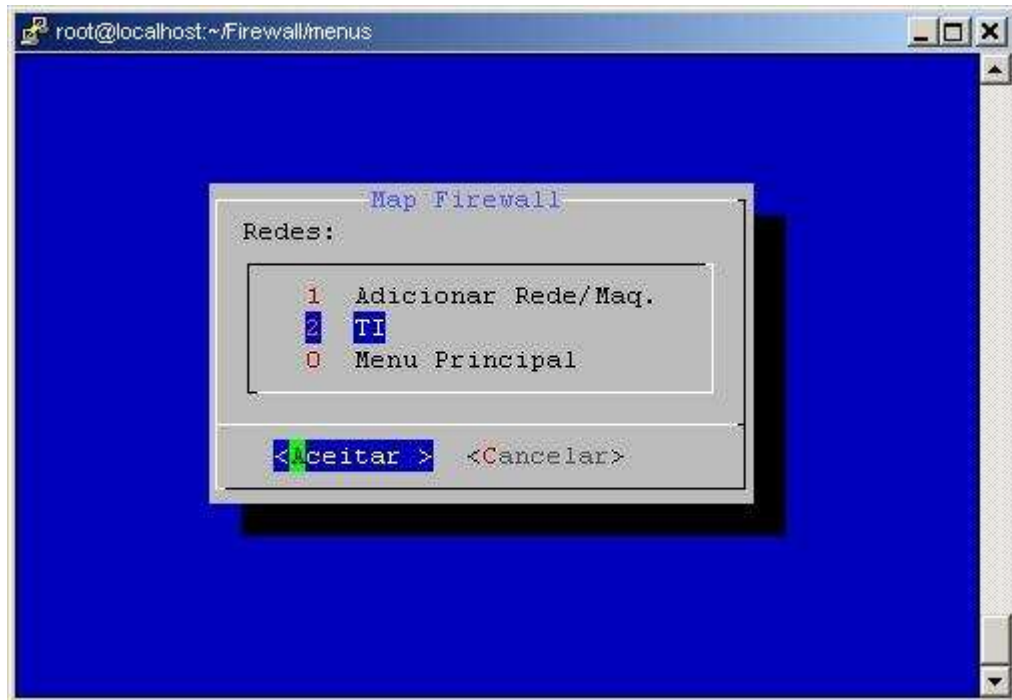 root@localhost:~/Firewall/menus
Map Firewall
Redes:
1 Adicionar Rede/Maq.
2 TI
0 Menu Principal
<Aceitar > <Cancelar>